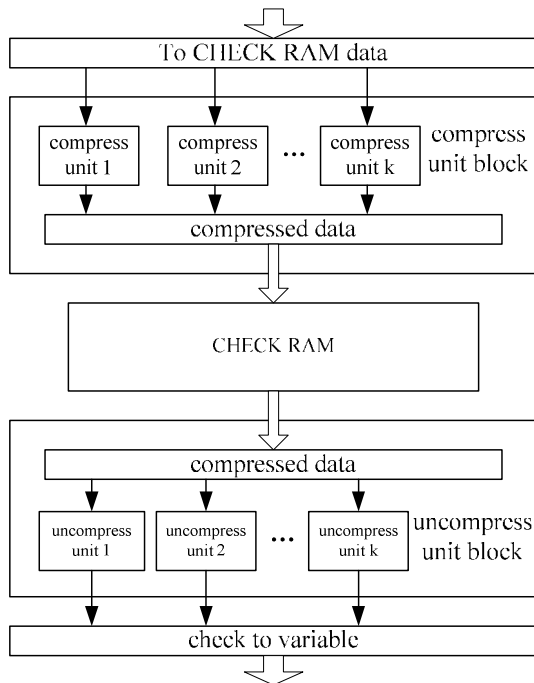 To CHECK RAM data
compress
unit 1
compress
unit 2
...
compress
unit k
compress
unit block
compressed data
CHECK RAM
compressed data
uncompress
unit 1
uncompress
unit 2
...
uncompress
unit k
uncompress
unit block
check to variable